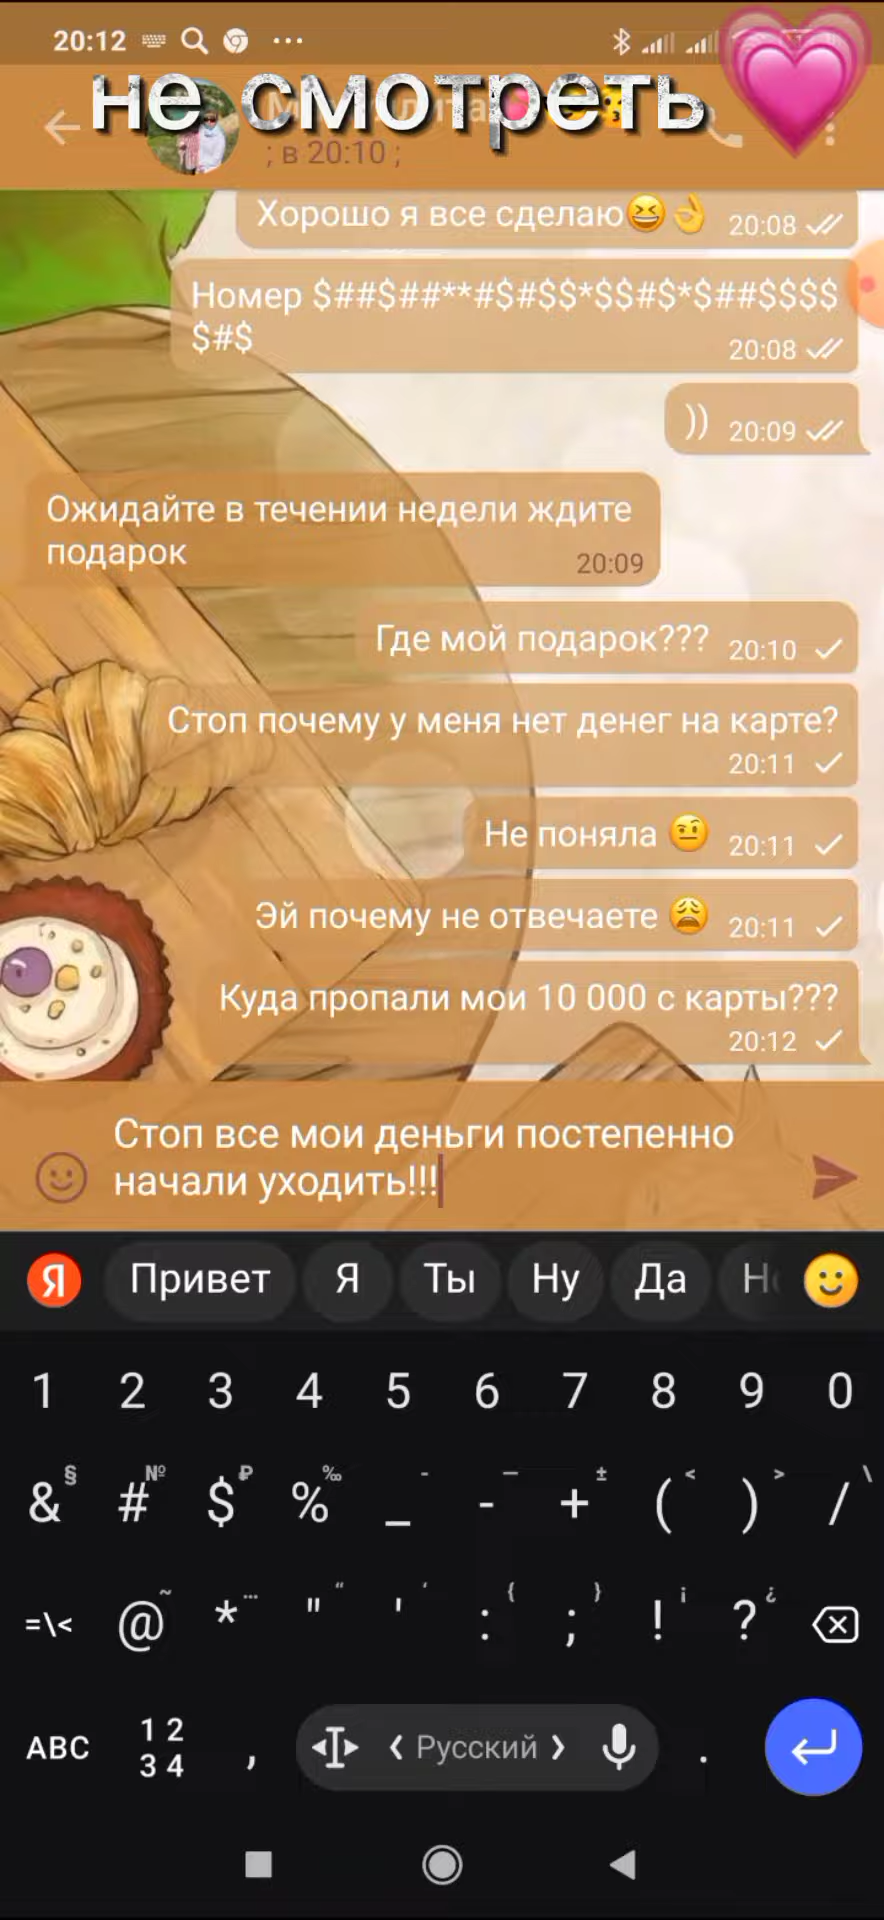 20:12
не смотреть
; в 20:10 ;
Хорошо я все сделаю😆👌 20:08
Номер $##$##**#$#$$*$$#$*$##$$$$
$#$
20:08
)) 20:09
Ожидайте в течении недели ждите
подарок
20:09
Где мой подарок??? 20:10
Стоп почему у меня нет денег на карте?
20:11
Не поняла 🤨 20:11
Эй почему не отвечаете 😩 20:11
Куда пропали мои 10 000 с карты???
20:12
Стоп все мои деньги постепенно
начали уходить!!!
Я Привет Я Ты Ну Да
1 2 3 4 5 6 7 8 9 0
§ № ₽ ‰ - — ± < > \
& # $ % _ - + ( ) /
~ … “ ‘ { } ¡ ¿
=\< @ * " ' : ; ! ?
ABC 1 2 3 4 , ‹ Русский › .